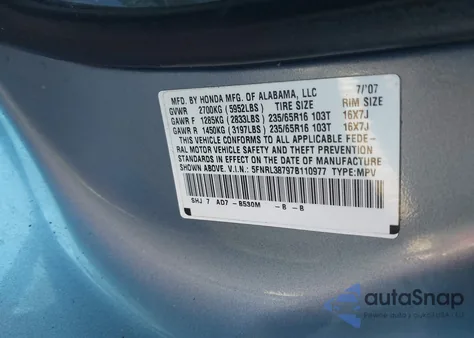 MFD. BY HONDA MFG. OF ALABAMA, LLC 7/'07
GVWR 2700KG (5952LBS) TIRE SIZE RIM SIZE
GAWR F 1285KG (2833LBS) 235/65R16 103T 16X7J
GAWR R 1450KG (3197LBS) 235/65R16 103T 16X7J
THIS VEHICLE CONFORMS TO ALL APPLICABLE FEDE-
RAL MOTOR VEHICLE SAFETY AND THEFT PREVENTION
STANDARDS IN EFFECT ON THE DATE OF MANUFACTURE
SHOWN ABOVE. V.I.N: 5FNRL38797B110977 TYPE:MPV
SHJ 7 AD7 -B530M -R -B
autoSnap